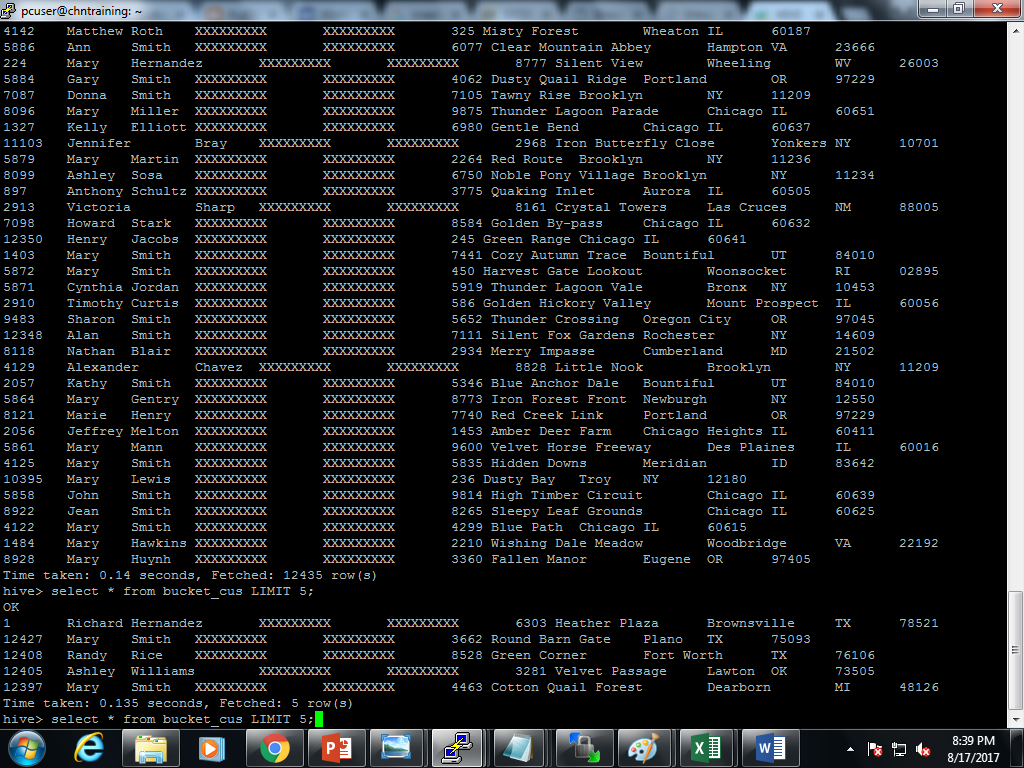 pcuser@chntraining: ~
4142 Matthew Roth XXXXXXXXX XXXXXXXXX 325 Misty Forest Wheaton IL 60187
5886 Ann Smith XXXXXXXXX XXXXXXXXX 6077 Clear Mountain Abbey Hampton VA 23666
224 Mary Hernandez XXXXXXXXX XXXXXXXXX 8777 Silent View Wheeling WV 26003
5884 Gary Smith XXXXXXXXX XXXXXXXXX 4062 Dusty Quail Ridge Portland OR 97229
7087 Donna Smith XXXXXXXXX XXXXXXXXX 7105 Tawny Rise Brooklyn NY 11209
8096 Mary Miller XXXXXXXXX XXXXXXXXX 9875 Thunder Lagoon Parade Chicago IL 60651
1327 Kelly Elliott XXXXXXXXX XXXXXXXXX 6980 Gentle Bend Chicago IL 60637
11103 Jennifer Bray XXXXXXXXX XXXXXXXXX 2968 Iron Butterfly Close Yonkers NY 10701
5879 Mary Martin XXXXXXXXX XXXXXXXXX 2264 Red Route Brooklyn NY 11236
8099 Ashley Sosa XXXXXXXXX XXXXXXXXX 6750 Noble Pony Village Brooklyn NY 11234
897 Anthony Schultz XXXXXXXXX XXXXXXXXX 3775 Quaking Inlet Aurora IL 60505
2913 Victoria Sharp XXXXXXXXX XXXXXXXXX 8161 Crystal Towers Las Cruces NM 88005
7098 Howard Stark XXXXXXXXX XXXXXXXXX 8584 Golden By-pass Chicago IL 60632
12350 Henry Jacobs XXXXXXXXX XXXXXXXXX 245 Green Range Chicago IL 60641
1403 Mary Smith XXXXXXXXX XXXXXXXXX 7441 Cozy Autumn Trace Bountiful UT 84010
5872 Mary Smith XXXXXXXXX XXXXXXXXX 450 Harvest Gate Lookout Woonsocket RI 02895
5871 Cynthia Jordan XXXXXXXXX XXXXXXXXX 5919 Thunder Lagoon Vale Bronx NY 10453
2910 Timothy Curtis XXXXXXXXX XXXXXXXXX 586 Golden Hickory Valley Mount Prospect IL 60056
9483 Sharon Smith XXXXXXXXX XXXXXXXXX 5652 Thunder Crossing Oregon City OR 97045
12348 Alan Smith XXXXXXXXX XXXXXXXXX 7111 Silent Fox Gardens Rochester NY 14609
8118 Nathan Blair XXXXXXXXX XXXXXXXXX 2934 Merry Impasse Cumberland MD 21502
4129 Alexander Chavez XXXXXXXXX XXXXXXXXX 8828 Little Nook Brooklyn NY 11209
2057 Kathy Smith XXXXXXXXX XXXXXXXXX 5346 Blue Anchor Dale Bountiful UT 84010
5864 Mary Gentry XXXXXXXXX XXXXXXXXX 8773 Iron Forest Front Newburgh NY 12550
8121 Marie Henry XXXXXXXXX XXXXXXXXX 7740 Red Creek Link Portland OR 97229
2056 Jeffrey Melton XXXXXXXXX XXXXXXXXX 1453 Amber Deer Farm Chicago Heights IL 60411
5861 Mary Mann XXXXXXXXX XXXXXXXXX 9600 Velvet Horse Freeway Des Plaines IL 60016
4125 Mary Smith XXXXXXXXX XXXXXXXXX 5835 Hidden Downs Meridian ID 83642
10395 Mary Lewis XXXXXXXXX XXXXXXXXX 236 Dusty Bay Troy NY 12180
5858 John Smith XXXXXXXXX XXXXXXXXX 9814 High Timber Circuit Chicago IL 60639
8922 Jean Smith XXXXXXXXX XXXXXXXXX 8265 Sleepy Leaf Grounds Chicago IL 60625
4122 Mary Smith XXXXXXXXX XXXXXXXXX 4299 Blue Path Chicago IL 60615
1484 Mary Hawkins XXXXXXXXX XXXXXXXXX 2210 Wishing Dale Meadow Woodbridge VA 22192
8928 Mary Huynh XXXXXXXXX XXXXXXXXX 3360 Fallen Manor Eugene OR 97405
Time taken: 0.14 seconds, Fetched: 12435 row(s)
hive> select * from bucket_cus LIMIT 5;
OK
1 Richard Hernandez XXXXXXXXX XXXXXXXXX 6303 Heather Plaza Brownsville TX 78521
12427 Mary Smith XXXXXXXXX XXXXXXXXX 3662 Round Barn Gate Plano TX 75093
12408 Randy Rice XXXXXXXXX XXXXXXXXX 8528 Green Corner Fort Worth TX 76106
12405 Ashley Williams XXXXXXXXX XXXXXXXXX 3281 Velvet Passage Lawton OK 73505
12397 Mary Smith XXXXXXXXX XXXXXXXXX 4463 Cotton Quail Forest Dearborn MI 48126
Time taken: 0.135 seconds, Fetched: 5 row(s)
hive> select * from bucket_cus LIMIT 5;
8:39 PM
8/17/2017